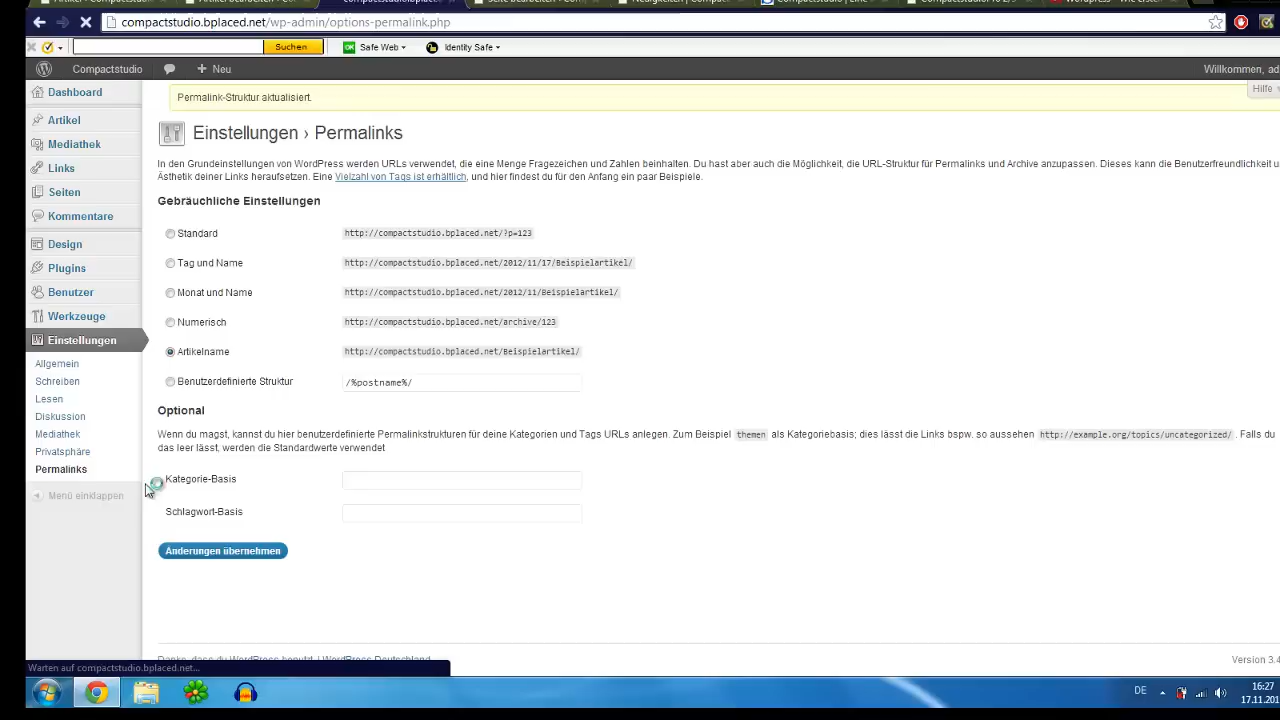 compactstudio.bplaced.net/wp-admin/options-permalink.php
Suchen
OK Safe Web
Identity Safe
Compactstudio
+ Neu
Willkommen, ad
Dashboard
Artikel
Mediathek
Links
Seiten
Kommentare
Design
Plugins
Benutzer
Werkzeuge
Einstellungen
Allgemein
Schreiben
Lesen
Diskussion
Mediathek
Privatsphäre
Permalinks
Menü einklappen
Hilfe
Permalink-Struktur aktualisiert.
Einstellungen › Permalinks
In den Grundeinstellungen von WordPress werden URLs verwendet, die eine Menge Fragezeichen und Zahlen beinhalten. Du hast aber auch die Möglichkeit, die URL-Struktur für Permalinks und Archive anzupassen. Dieses kann die Benutzerfreundlichkeit
Ästhetik deiner Links heraufsetzen. Eine Vielzahl von Tags ist erhältlich, und hier findest du für den Anfang ein paar Beispiele.
Gebräuchliche Einstellungen
Standard http://compactstudio.bplaced.net/?p=123
Tag und Name http://compactstudio.bplaced.net/2012/11/17/Beispielartikel/
Monat und Name http://compactstudio.bplaced.net/2012/11/Beispielartikel/
Numerisch http://compactstudio.bplaced.net/archive/123
Artikelname http://compactstudio.bplaced.net/Beispielartikel/
Benutzerdefinierte Struktur /%postname%/
Optional
Wenn du magst, kannst du hier benutzerdefinierte Permalinkstrukturen für deine Kategorien und Tags URLs anlegen. Zum Beispiel themen als Kategoriebasis; dies lässt die Links bspw. so aussehen http://example.org/topics/uncategorized/ . Falls du
das leer lässt, werden die Standardwerte verwendet
Kategorie-Basis
Schlagwort-Basis
Änderungen übernehmen
Danke, dass du WordPress benutzt. | WordPress Deutschland
Version 3.4
Warten auf compactstudio.bplaced.net...
DE
16:27
17.11.201